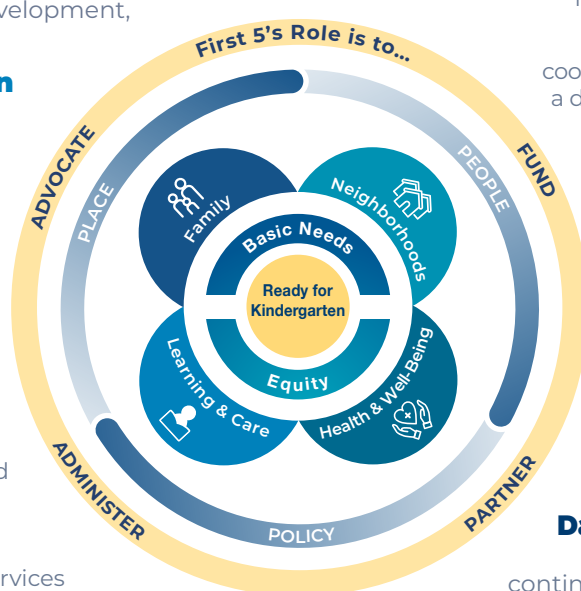 velopment,
First 5's Role is to...
coo
a d
n
ADVOCATE
FUND
PLACE
PEOPLE
Family
Neighborhoods
Basic Needs
Ready for
Kindergarten
Equity
Learning & Care
Health & Well-Being
ADMINISTER
PARTNER
POLICY
d
Da
rvices
contin